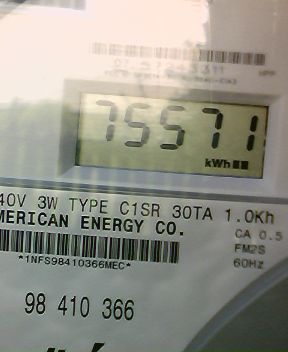 75571
kWh
40V 3W TYPE C1SR 30TA 1.0Kh
MERICAN ENERGY CO.
CA 0.5
FM2S
60Hz
*1NFS98410366MEC*
98 410 366